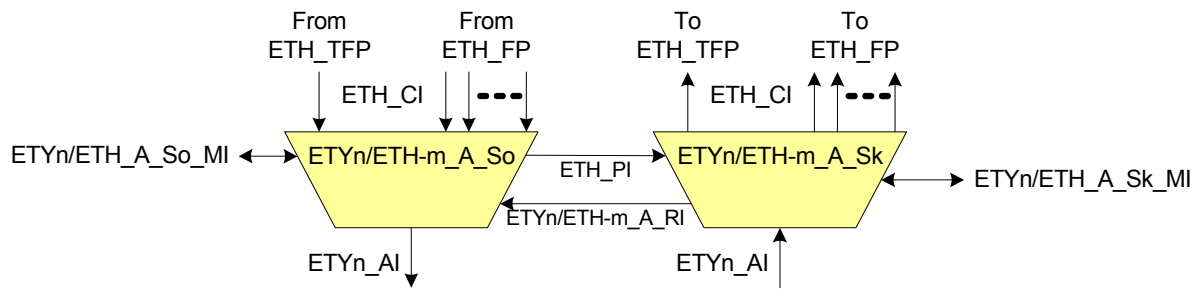 From
ETH_TFP
From
ETH_FP
To
ETH_TFP
To
ETH_FP
ETH_CI
ETH_CI
ETYn/ETH_A_So_MI
ETYn/ETH-m_A_So
ETH_PI
ETYn/ETH-m_A_Sk
ETYn/ETH_A_Sk_MI
ETYn/ETH-m_A_RI
ETYn_AI
ETYn_AI